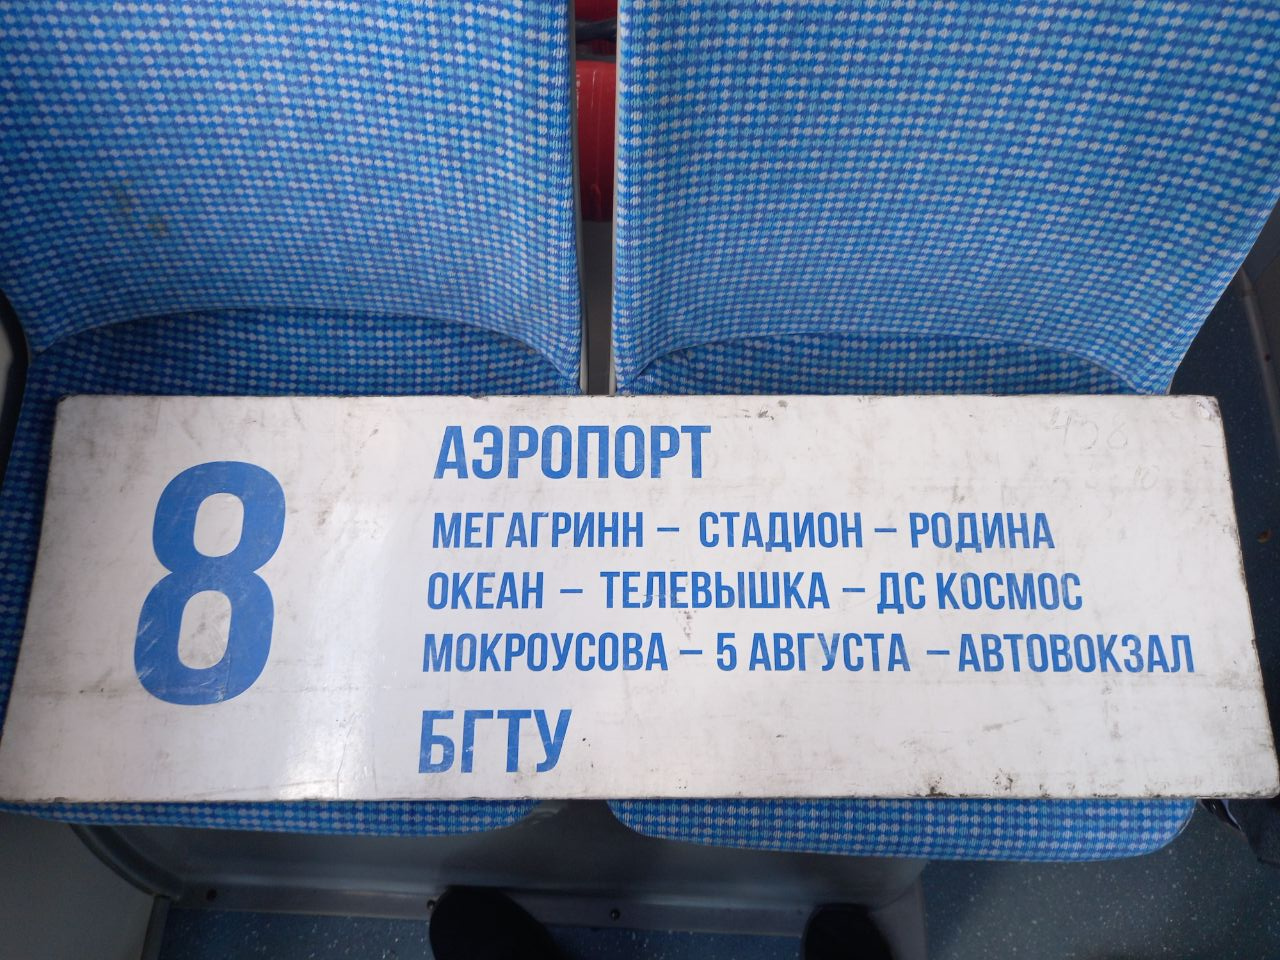 8
АЭРОПОРТ
МЕГАГРИНН – СТАДИОН – РОДИНА
ОКЕАН – ТЕЛЕВЫШКА – ДС КОСМОС
МОКРОУСОВА – 5 АВГУСТА – АВТОВОКЗАЛ
БГТУ